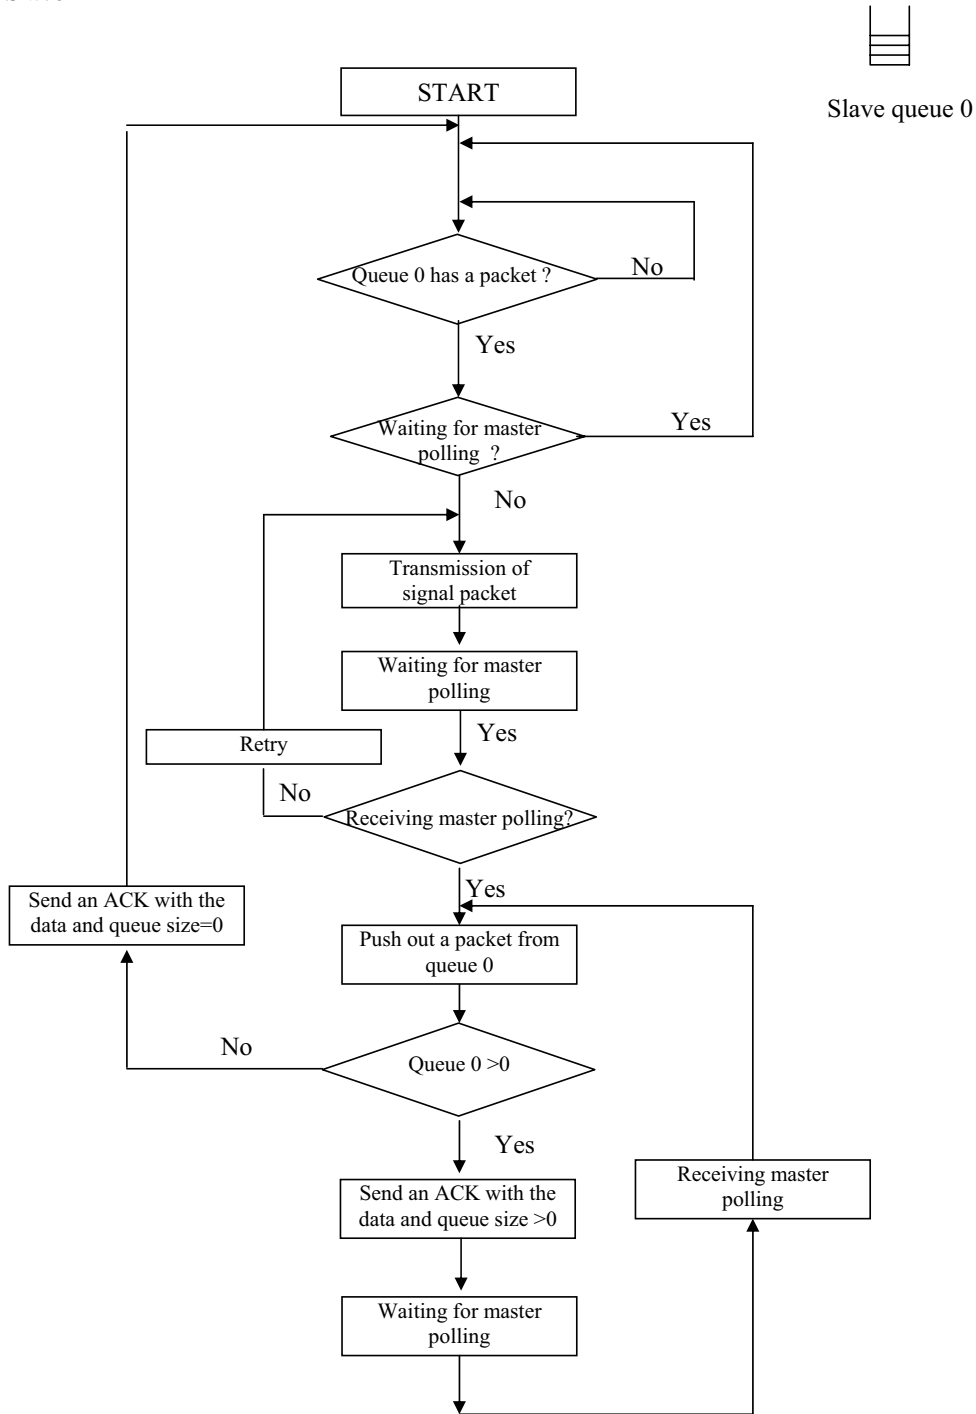 START
Slave queue 0
Queue 0 has a packet ?
No
Yes
Waiting for master
polling ?
Yes
No
Transmission of
signal packet
Waiting for master
polling
Yes
Retry
No
Receiving master polling?
Yes
Send an ACK with the
data and queue size=0
Push out a packet from
queue 0
No
Queue 0 >0
Yes
Send an ACK with the
data and queue size >0
Receiving master
polling
Waiting for master
polling